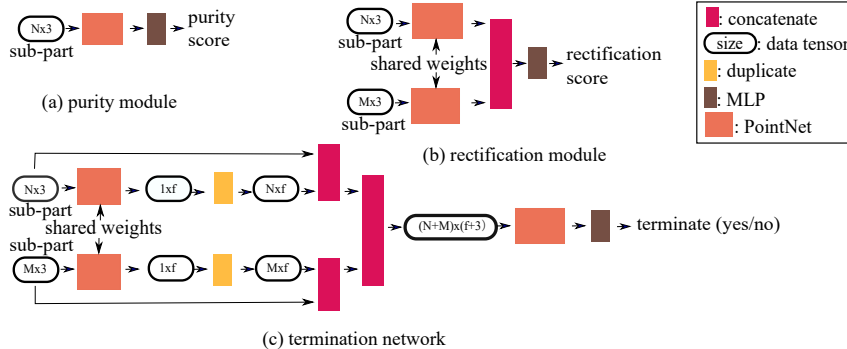 Nx3
sub-part
purity
score
(a) purity module
Nx3
sub-part
shared weights
Mx3
sub-part
rectification
score
(b) rectification module
: concatenate
size : data tensor
: duplicate
: MLP
: PointNet
Nx3
sub-part
1xf
Nxf
shared weights
sub-part
Mx3
1xf
Mxf
(N+M)x(f+3)
terminate (yes/no)
(c) termination network